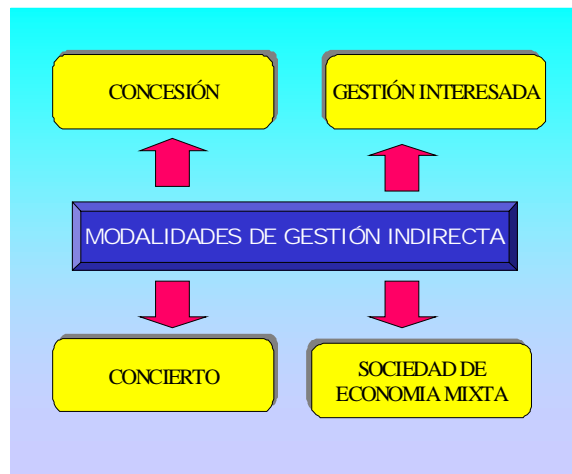 CONCESIÓN
GESTIÓN INTERESADA
MODALIDADES DE GESTIÓN INDIRECTA
CONCIERTO
SOCIEDAD DE
ECONOMIA MIXTA